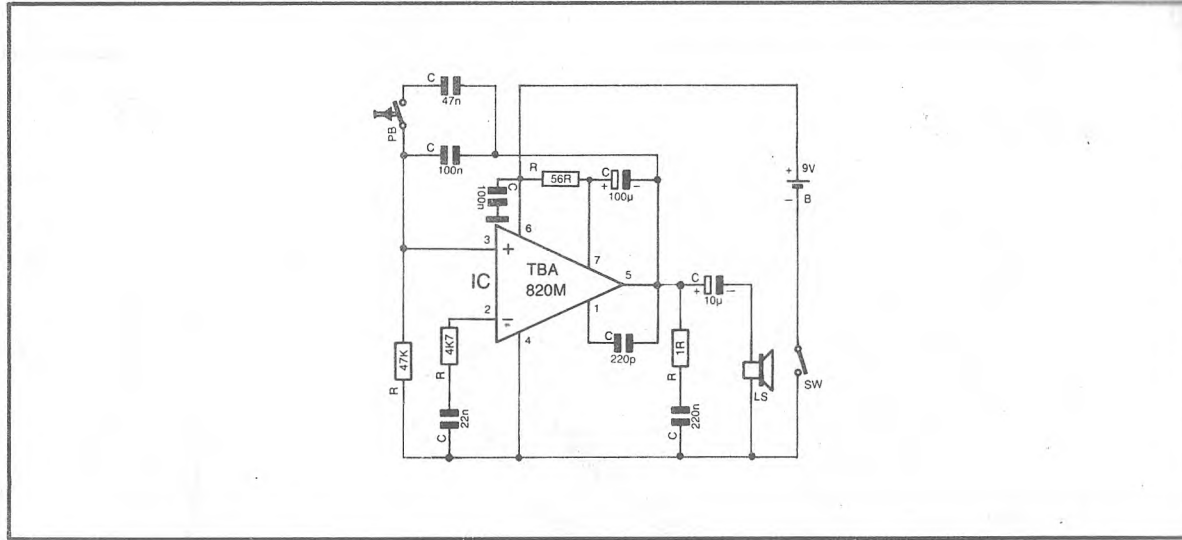 C
47n
PB
C
100n
R
56R
C
+ −
100µ
C
100n
+ 9V
− B
3
+
6
7
IC
TBA
820M
5
2
−
4
1
C
+ −
10µ
C
220p
47K
R
4K7
R
1R
R
LS
SW
22n
C
220n
C